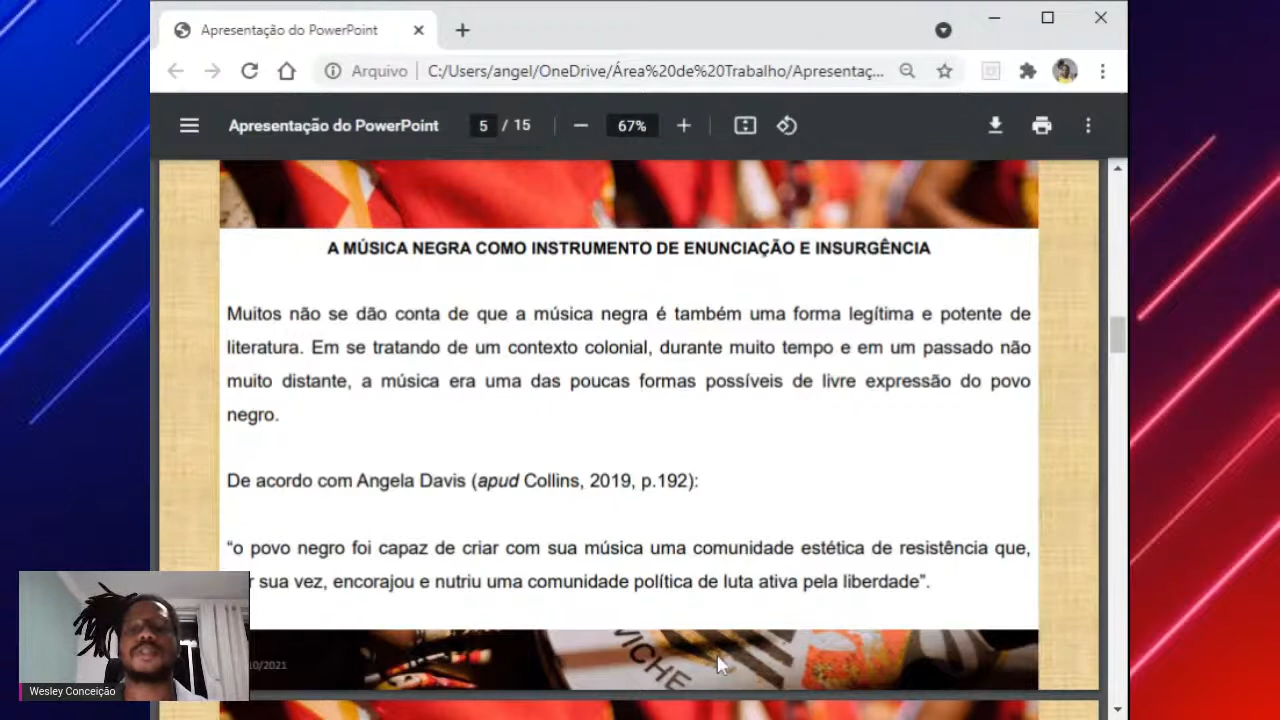 Apresentação do PowerPoint
Arquivo
C:/Users/angel/OneDrive/Área%20de%20Trabalho/Apresentaç...
Apresentação do PowerPoint 5 / 15 67%
A MÚSICA NEGRA COMO INSTRUMENTO DE ENUNCIAÇÃO E INSURGÊNCIA
Muitos não se dão conta de que a música negra é também uma forma legítima e potente de
literatura. Em se tratando de um contexto colonial, durante muito tempo e em um passado não
muito distante, a música era uma das poucas formas possíveis de livre expressão do povo
negro.
De acordo com Angela Davis (apud Collins, 2019, p.192):
“o povo negro foi capaz de criar com sua música uma comunidade estética de resistência que,
sua vez, encorajou e nutriu uma comunidade política de luta ativa pela liberdade”.
VICHE
10/2021
Wesley Conceição